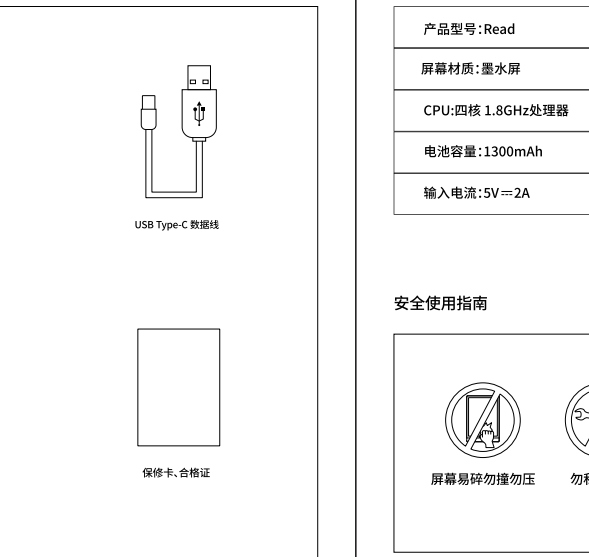 USB Type-C 数据线
保修卡、合格证
产品型号:Read
屏幕材质:墨水屏
CPU:四核 1.8GHz处理器
电池容量:1300mAh
输入电流:5V⎓2A
安全使用指南
屏幕易碎勿撞勿压
勿